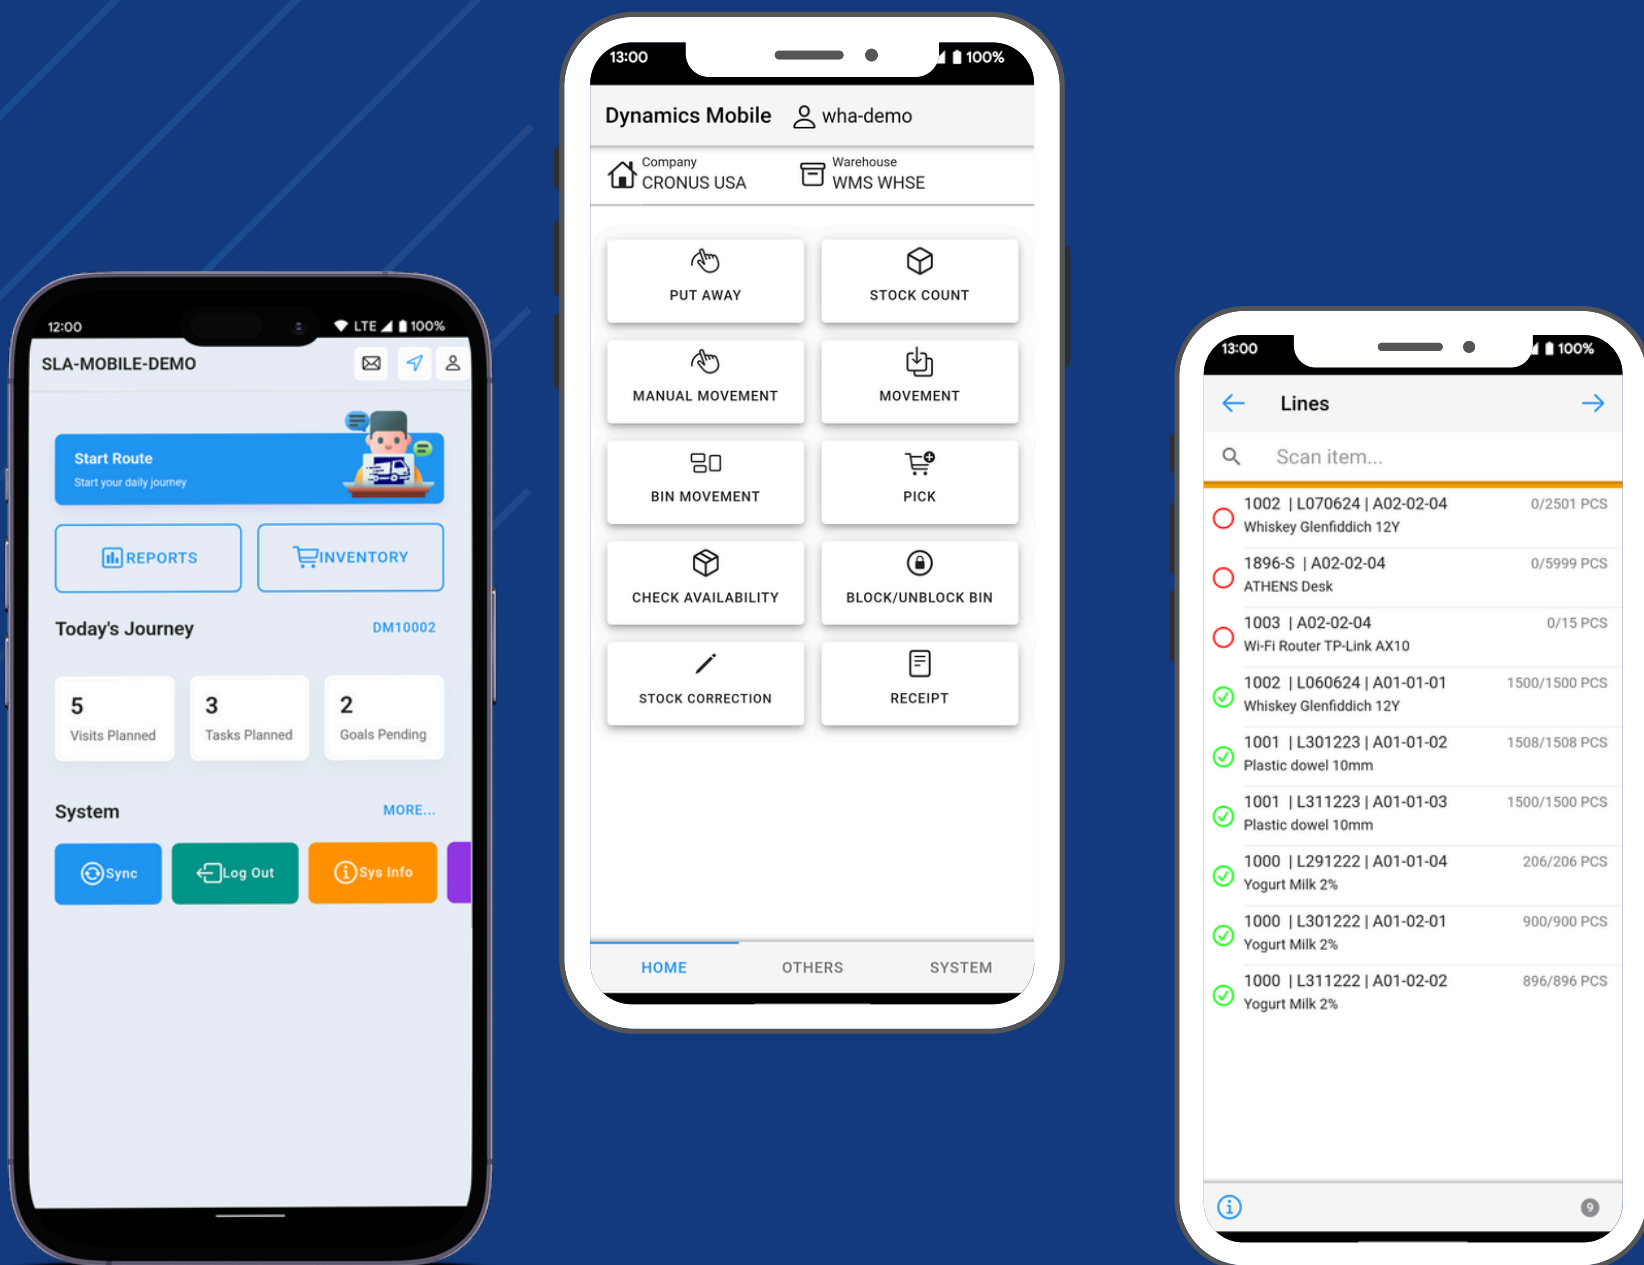 12:00
LTE 100%
SLA-MOBILE-DEMO
Start Route
Start your daily journey
REPORTS
INVENTORY
Today's Journey
DM10002
5
Visits Planned
3
Tasks Planned
2
Goals Pending
System
MORE...
Sync
Log Out
Sys Info
13:00
100%
Dynamics Mobile
wha-demo
Company
CRONUS USA
Warehouse
WMS WHSE
PUT AWAY
STOCK COUNT
MANUAL MOVEMENT
MOVEMENT
BIN MOVEMENT
PICK
CHECK AVAILABILITY
BLOCK/UNBLOCK BIN
STOCK CORRECTION
RECEIPT
HOME
OTHERS
SYSTEM
13:00
100%
Lines
Scan item...
1002 | L070624 | A02-02-04
0/2501 PCS
Whiskey Glenfiddich 12Y
1896-S | A02-02-04
0/5999 PCS
ATHENS Desk
1003 | A02-02-04
0/15 PCS
Wi-Fi Router TP-Link AX10
1002 | L060624 | A01-01-01
1500/1500 PCS
Whiskey Glenfiddich 12Y
1001 | L301223 | A01-01-02
1508/1508 PCS
Plastic dowel 10mm
1001 | L311223 | A01-01-03
1500/1500 PCS
Plastic dowel 10mm
1000 | L291222 | A01-01-04
206/206 PCS
Yogurt Milk 2%
1000 | L301222 | A01-02-01
900/900 PCS
Yogurt Milk 2%
1000 | L311222 | A01-02-02
896/896 PCS
Yogurt Milk 2%
9